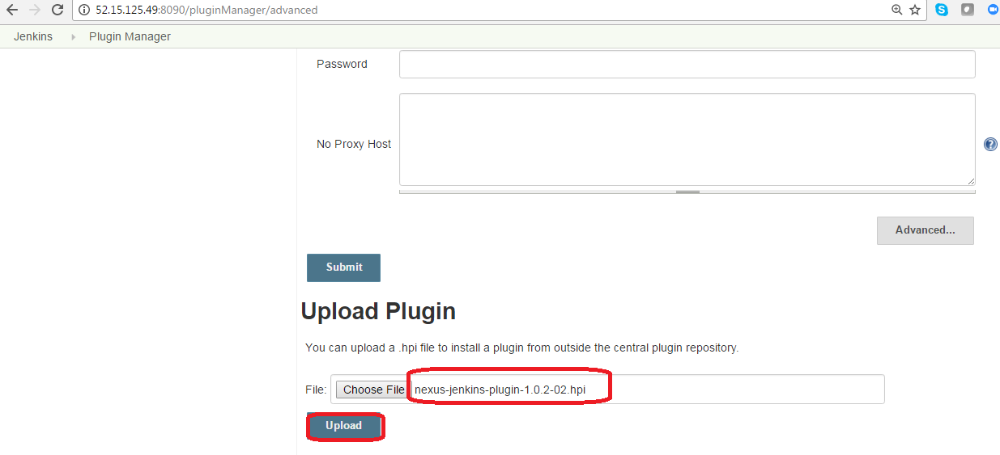 52.15.125.49:8090/pluginManager/advanced
S
Jenkins Plugin Manager
Password
No Proxy Host
?
Advanced...
Submit
Upload Plugin
You can upload a .hpi file to install a plugin from outside the central plugin repository.
File: Choose File nexus-jenkins-plugin-1.0.2-02.hpi
Upload